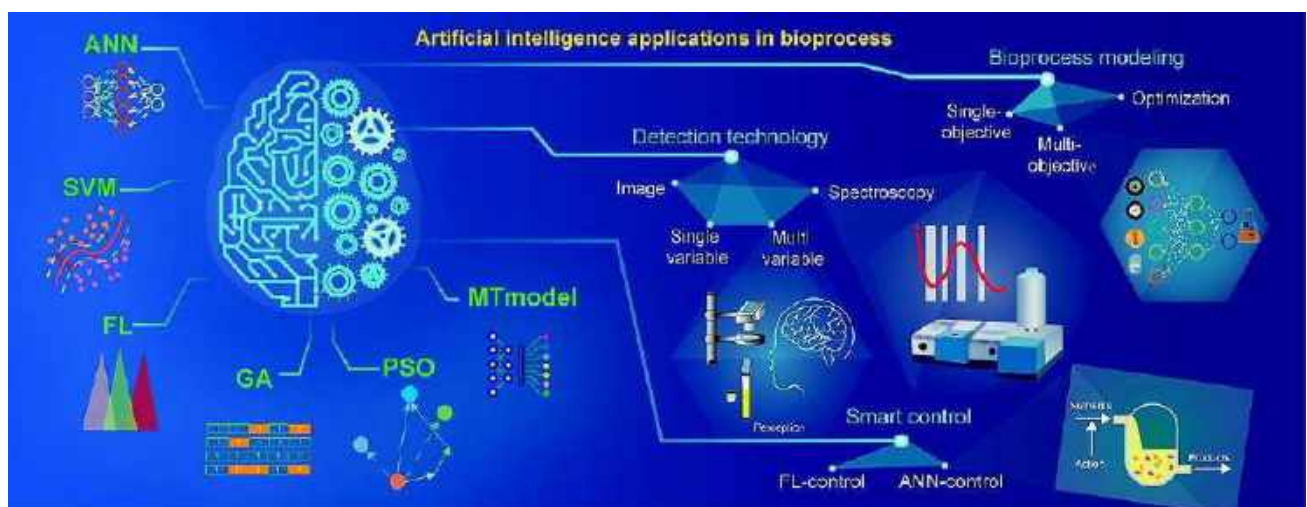 Artificial intelligence applications in bioprocess
ANN
SVM
FL
GA
PSO
MTmodel
Bioprocess modeling
Single-
objective
Multi-
objective
Optimization
Detection technology
Image
Single
variable
Multi
variable
Spectroscopy
Perception
Smart control
FL-control
ANN-control
Nutrients
Action
Products